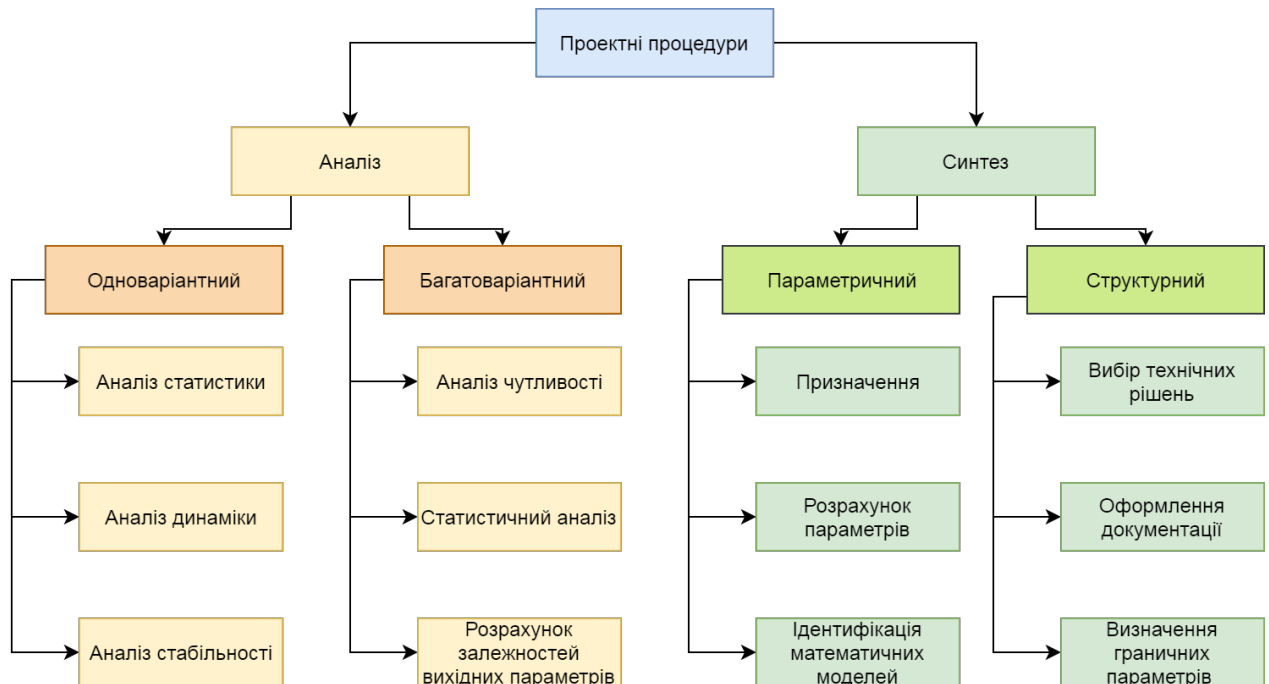 Проектні процедури
Аналіз
Синтез
Одноваріантний
Багатоваріантний
Параметричний
Структурний
Аналіз статистики
Аналіз чутливості
Призначення
Вибір технічних
рішень
Аналіз динаміки
Статистичний аналіз
Розрахунок
параметрів
Оформлення
документації
Аналіз стабільності
Розрахунок
залежностей
вихідних параметрів
Ідентифікація
математичних
моделей
Визначення
граничних
параметрів